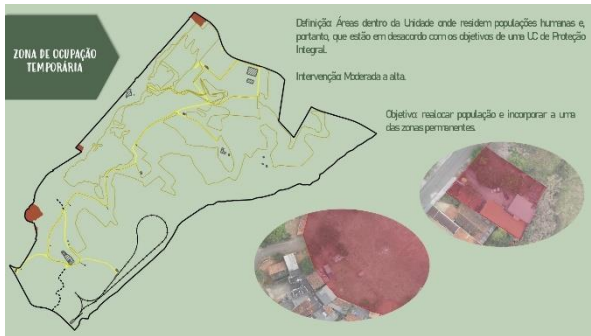 ZONA DE OCUPAÇÃO
TEMPORÁRIA
Definição: Áreas dentro da Unidade onde residem populações humanas e,
portanto, que estão em desacordo com os objetivos de uma UC de Proteção
Integral.
Intervenção: Moderada a alta.
Objetivo: realocar população e incorporar a uma
das zonas permanentes.